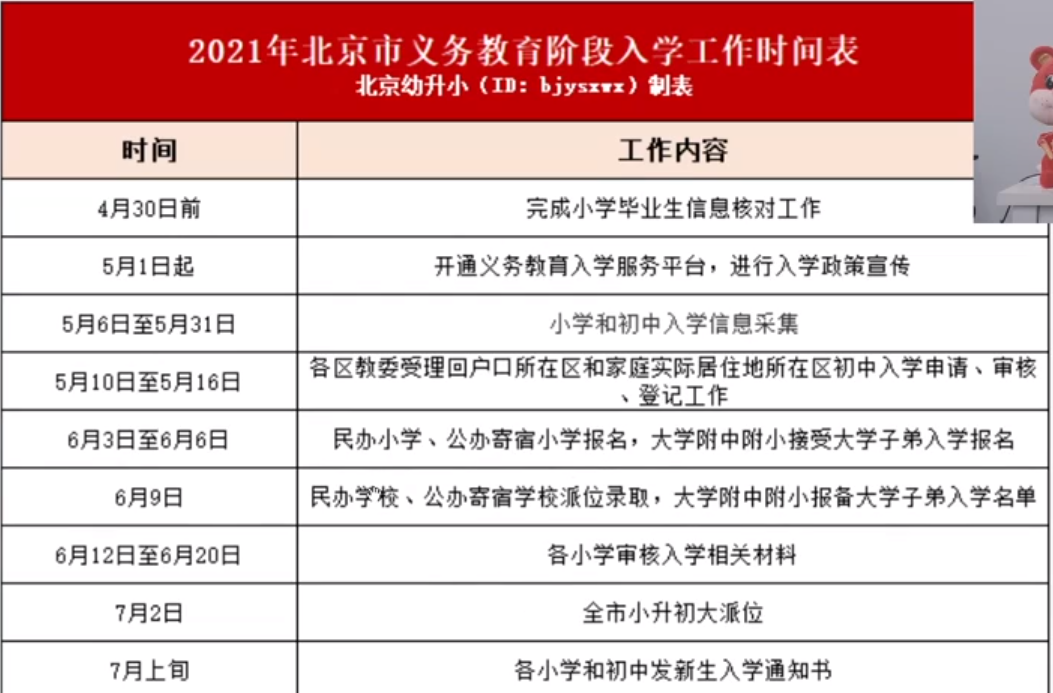 2021年北京市义务教育阶段入学工作时间表
北京幼升小（ID：bjysxwx）制表
时间 工作内容
4月30日前 完成小学毕业生信息核对工作
5月1日起 开通义务教育入学服务平台，进行入学政策宣传
5月6日至5月31日 小学和初中入学信息采集
5月10日至5月16日 各区教委受理回户口所在区和家庭实际居住地所在区初中入学申请、审核
、登记工作
6月3日至6月6日 民办小学、公办寄宿小学报名，大学附中附小接受大学子弟入学报名
6月9日 民办学校、公办寄宿学校派位录取，大学附中附小报备大学子弟入学名单
6月12日至6月20日 各小学审核入学相关材料
7月2日 全市小升初大派位
7月上旬 各小学和初中发新生入学通知书